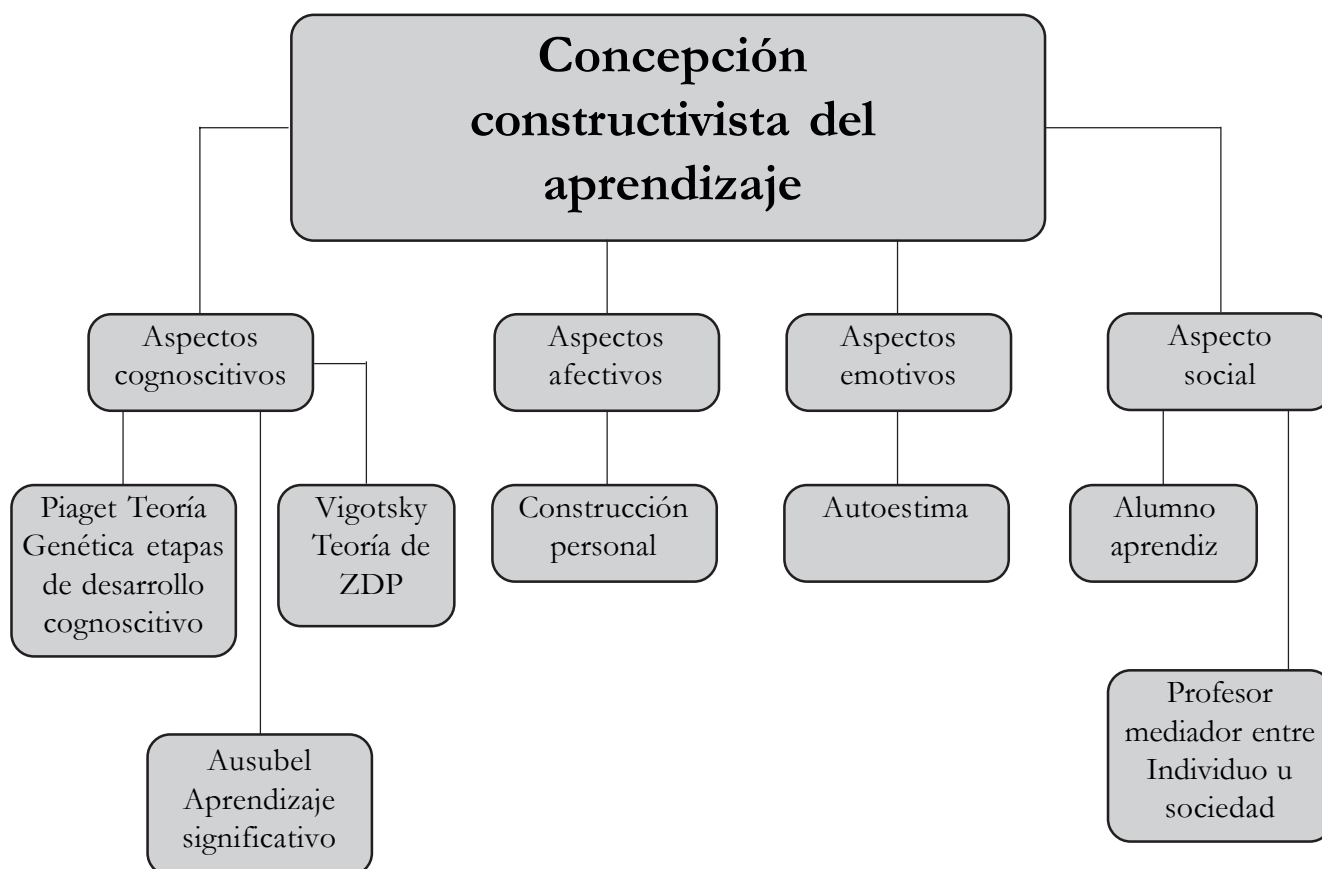 Concepción
constructivista del
aprendizaje
Aspectos
cognoscitivos
Aspectos
afectivos
Aspectos
emotivos
Aspecto
social
Piaget Teoría
Genética etapas
de desarrollo
cognoscitivo
Vigotsky
Teoría de
ZDP
Construcción
personal
Autoestima
Alumno
aprendiz
Ausubel
Aprendizaje
significativo
Profesor
mediador entre
Individuo u
sociedad